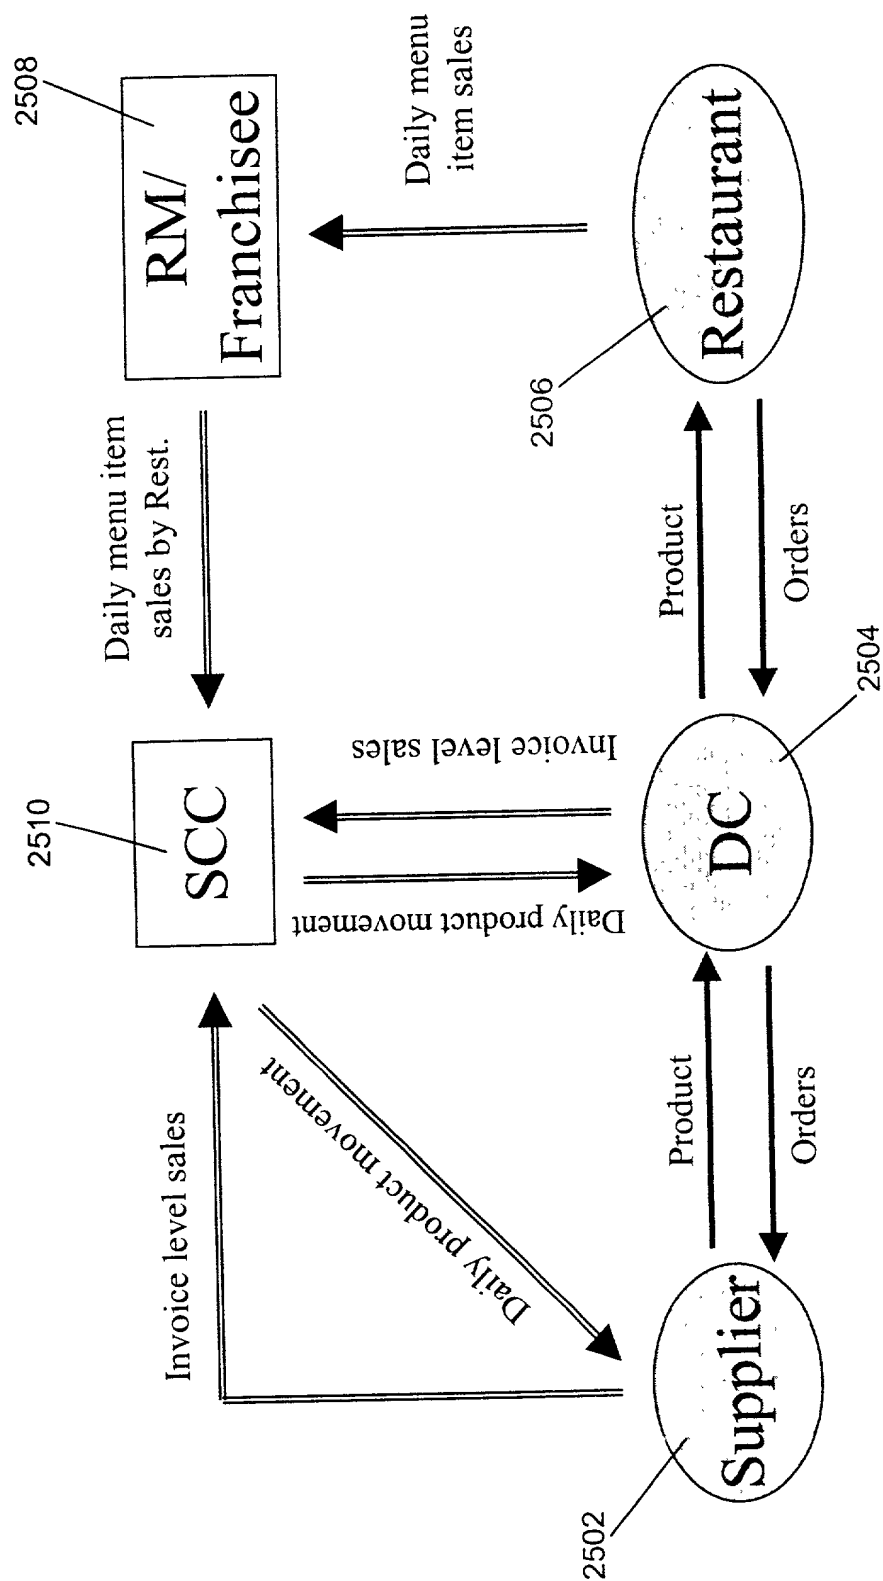 2510
2508
SCC
Daily menu item
sales by Rest.
RM/
Franchisee
Invoice level sales
Daily product movement
Daily product movement
Invoice level sales
Daily menu
item sales
2502
Supplier
Product
Orders
DC
2504
Product
Orders
2506
Restaurant